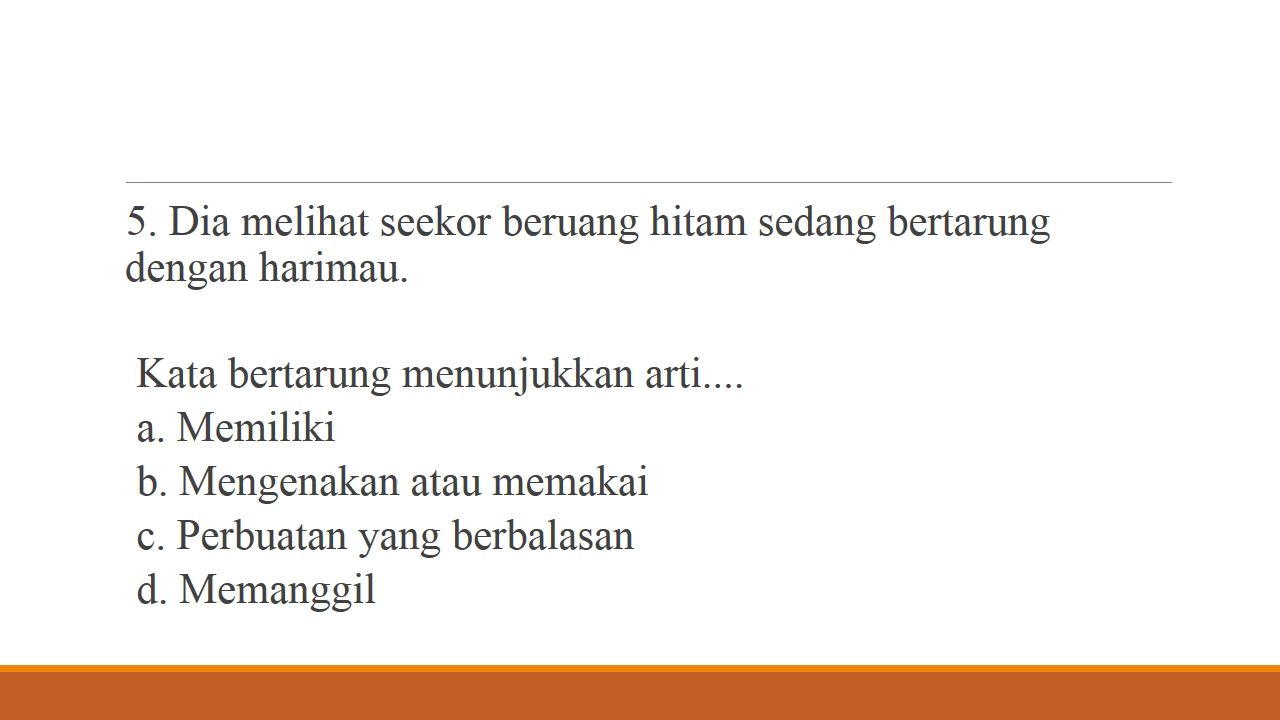 5. Dia melihat seekor beruang hitam sedang bertarung
dengan harimau.
Kata bertarung menunjukkan arti....
a. Memiliki
b. Mengenakan atau memakai
c. Perbuatan yang berbalasan
d. Memanggil